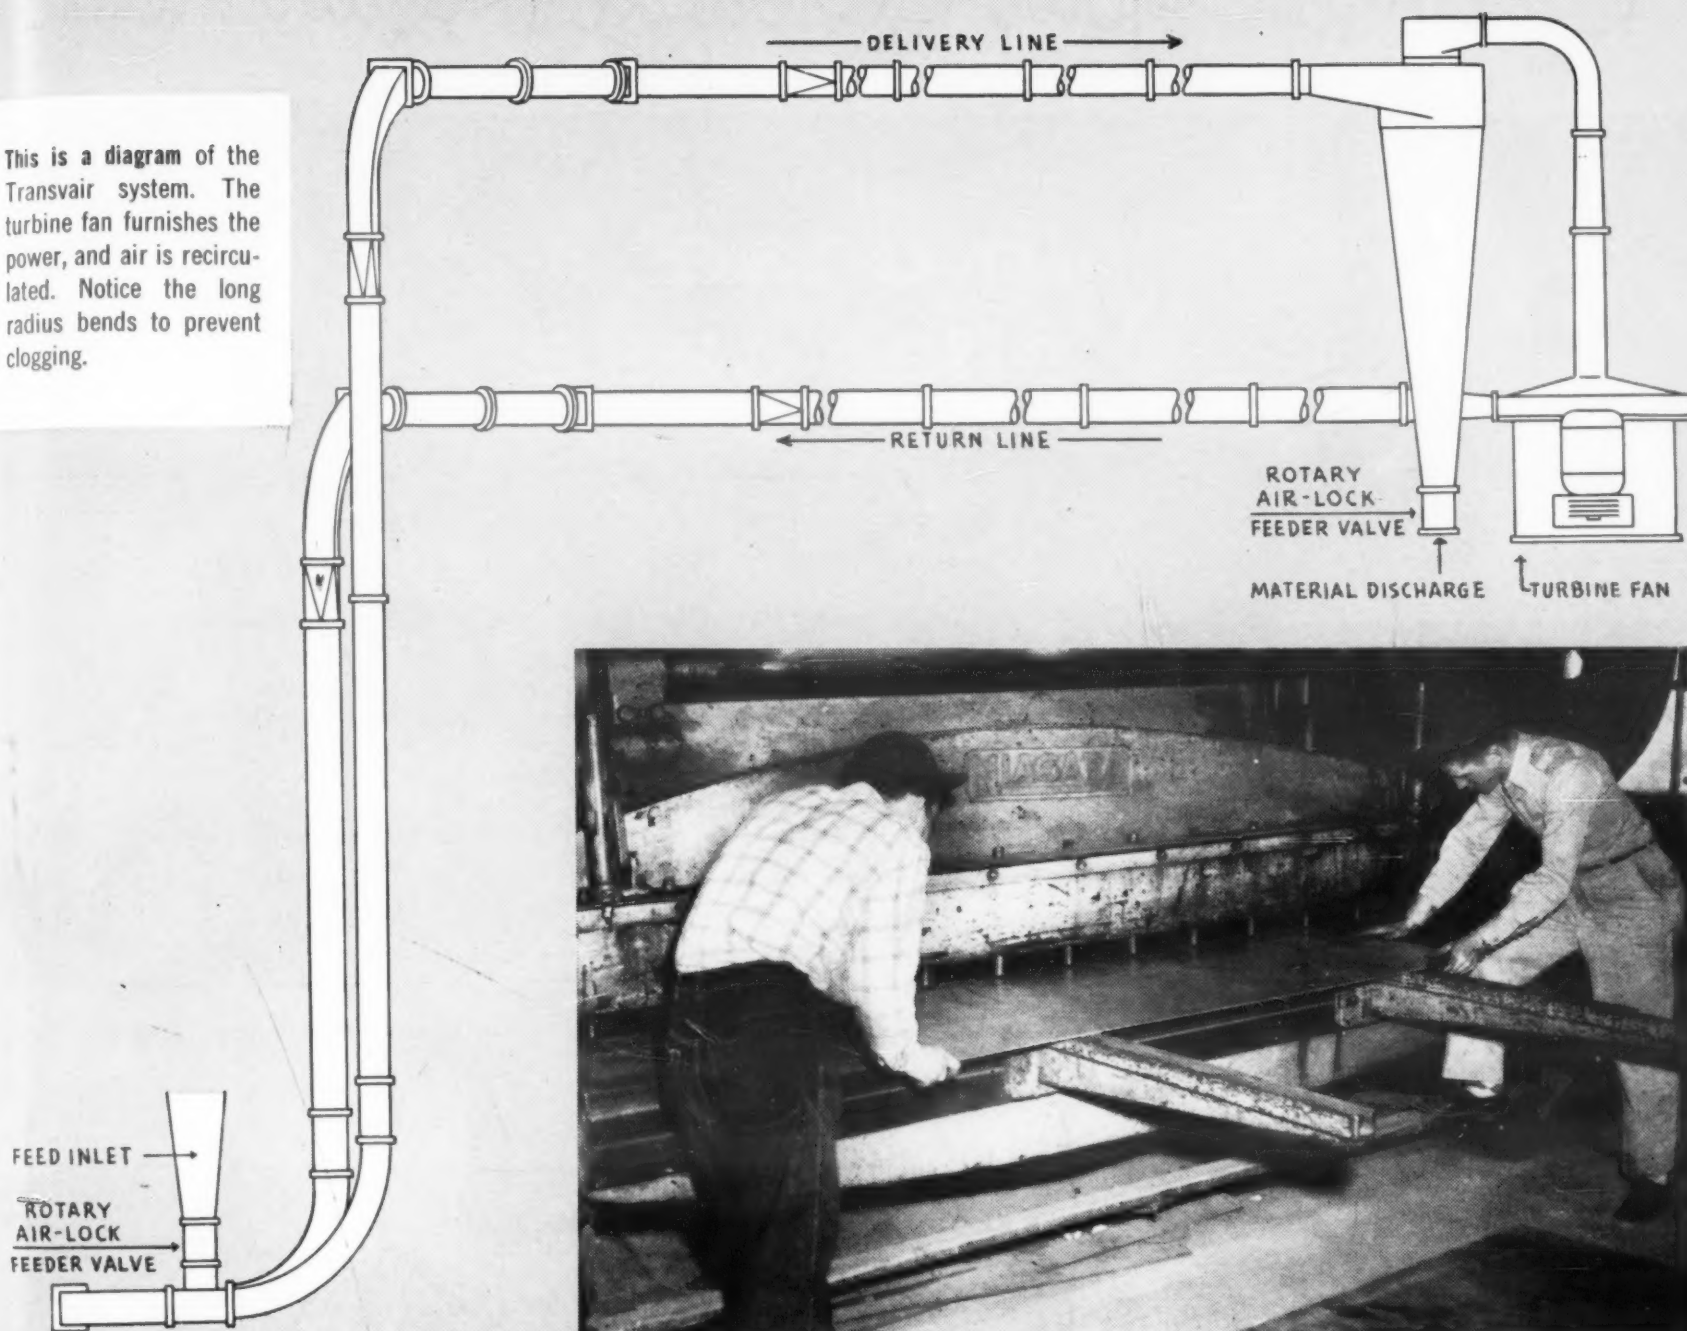 DELIVERY LINE
This is a diagram of the
Transvair system. The
turbine fan furnishes the
power, and air is recircu-
lated. Notice the long
radius bends to prevent
clogging.
RETURN LINE
ROTARY
AIR-LOCK
FEEDER VALVE
MATERIAL DISCHARGE
TURBINE FAN
FEED INLET
ROTARY
AIR-LOCK
FEEDER VALVE